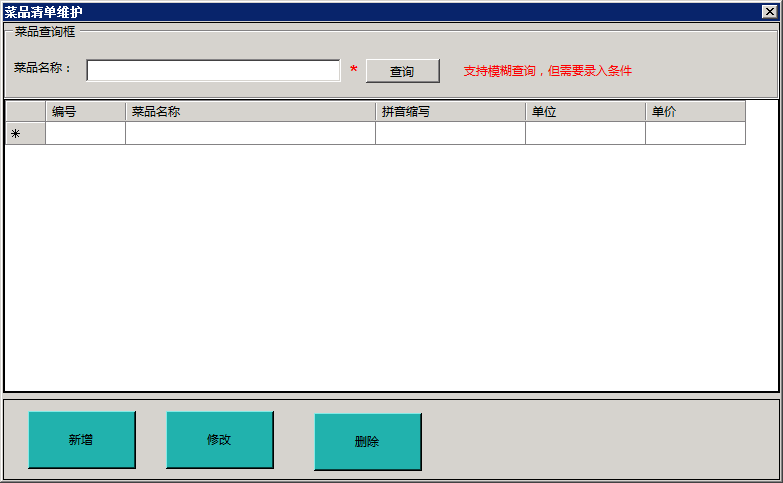 菜品清单维护
菜品查询框
菜品名称： * 查询 支持模糊查询，但需要录入条件
编号 菜品名称 拼音缩写 单位 单价
*
新增 修改 删除